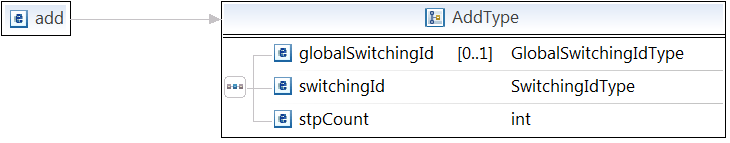 add
AddType
globalSwitchingId [0..1] GlobalSwitchingIdType
switchingId SwitchingIdType
stpCount int